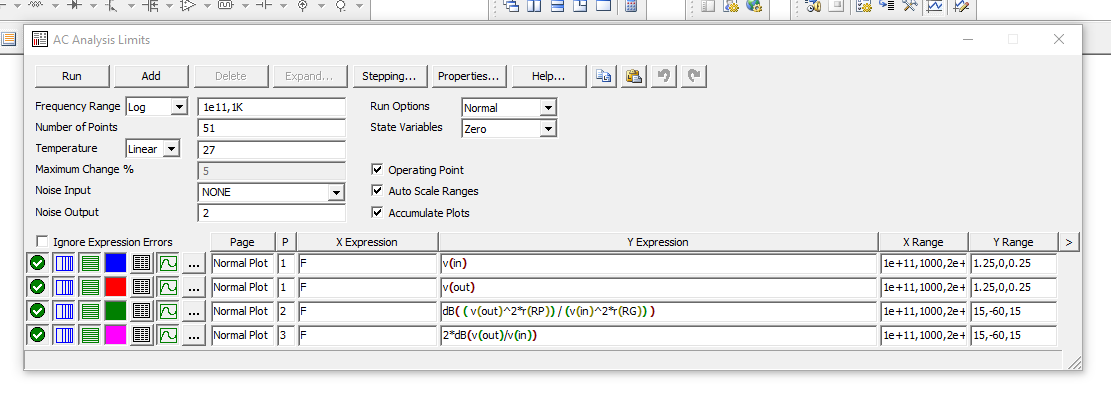 AC Analysis Limits
Run Add Delete Expand... Stepping... Properties... Help...
Frequency Range Log 1e11,1K Run Options Normal
Number of Points 51 State Variables Zero
Temperature Linear 27
Maximum Change % 5 Operating Point
Noise Input NONE Auto Scale Ranges
Noise Output 2 Accumulate Plots
Ignore Expression Errors Page P X Expression Y Expression X Range Y Range >
... Normal Plot 1 F v(in) 1e+11,1000,2e+ 1.25,0,0.25
... Normal Plot 1 F v(out) 1e+11,1000,2e+ 1.25,0,0.25
... Normal Plot 2 F dB( ( v(out)^2*r(RP)) / (v(in)^2*r(RG)) ) 1e+11,1000,2e+ 15,-60,15
... Normal Plot 3 F 2*dB(v(out)/v(in)) 1e+11,1000,2e+ 15,-60,15